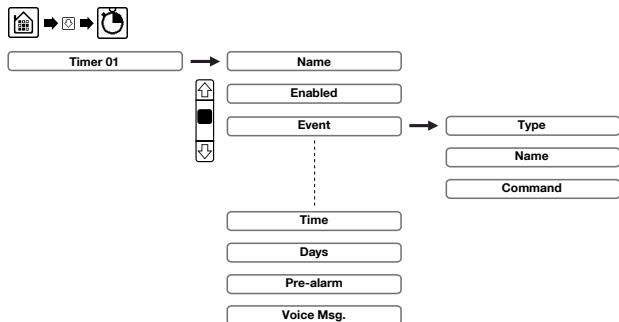 Timer 01
Name
Enabled
Event
Type
Name
Command
Time
Days
Pre-alarm
Voice Msg.